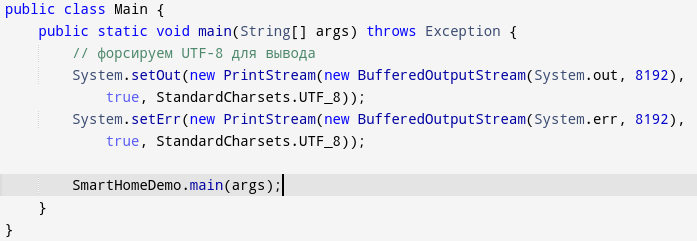 public class Main {
    public static void main(String[] args) throws Exception {
        // форсируем UTF-8 для вывода
        System.setOut(new PrintStream(new BufferedOutputStream(System.out, 8192),
            true, StandardCharsets.UTF_8));
        System.setErr(new PrintStream(new BufferedOutputStream(System.err, 8192),
            true, StandardCharsets.UTF_8));
        SmartHomeDemo.main(args);
    }
}